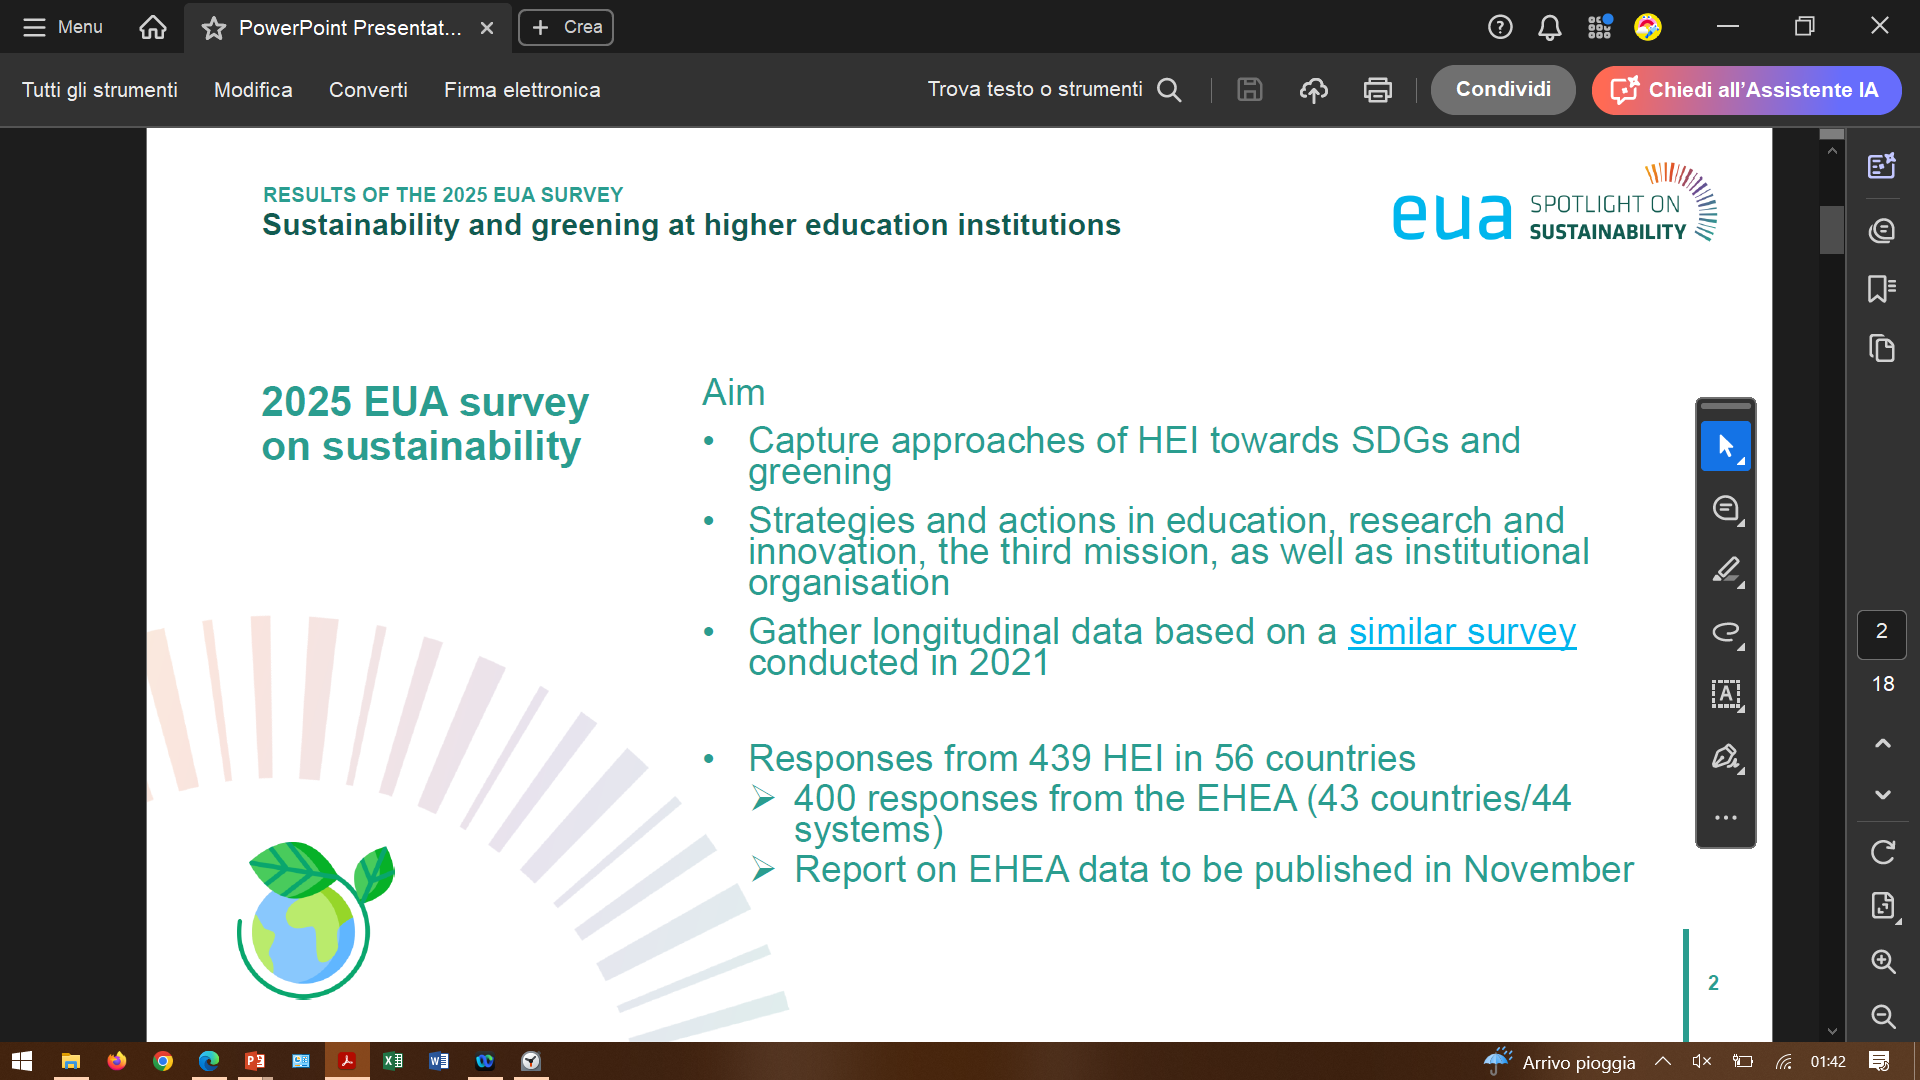 Menu
PowerPoint Presentat...
Crea
Tutti gli strumenti
Modifica
Converti
Firma elettronica
Trova testo o strumenti
Condividi
Chiedi all'Assistente IA
RESULTS OF THE 2025 EUA SURVEY
Sustainability and greening at higher education institutions
eua SPOTLIGHT ON
SUSTAINABILITY
2025 EUA survey
on sustainability
Aim
• Capture approaches of HEI towards SDGs and
greening
• Strategies and actions in education, research and
innovation, the third mission, as well as institutional
organisation
• Gather longitudinal data based on a similar survey
conducted in 2021
• Responses from 439 HEI in 56 countries
➢ 400 responses from the EHEA (43 countries/44
systems)
➢ Report on EHEA data to be published in November
2
2
18
Arrivo pioggia
01:42